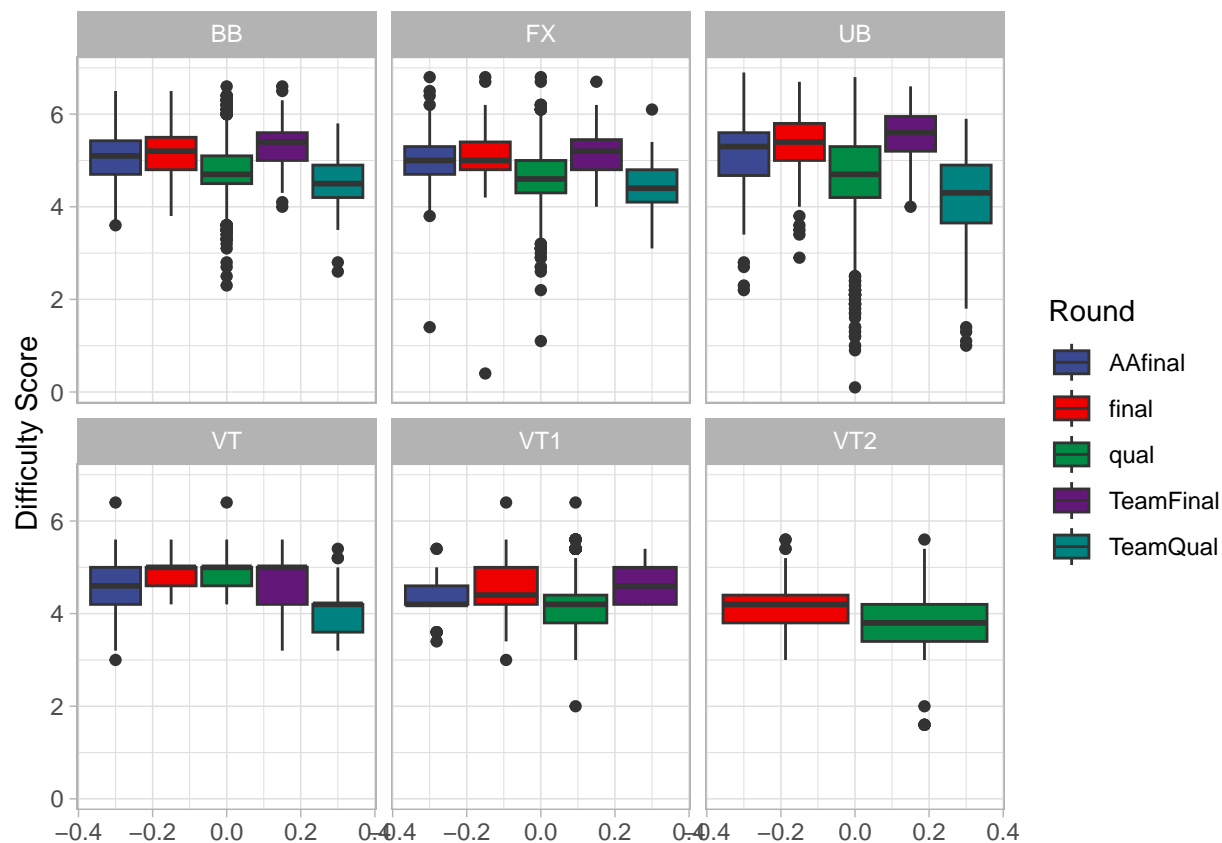 BB FX UB
6
4
2
0
Difficulty Score
VT VT1 VT2
6
4
2
0
−0.4 −0.2 0.0 0.2 0.4 −0.4 −0.2 0.0 0.2 0.4 −0.4 −0.2 0.0 0.2 0.4
Round
AAfinal
final
qual
TeamFinal
TeamQual